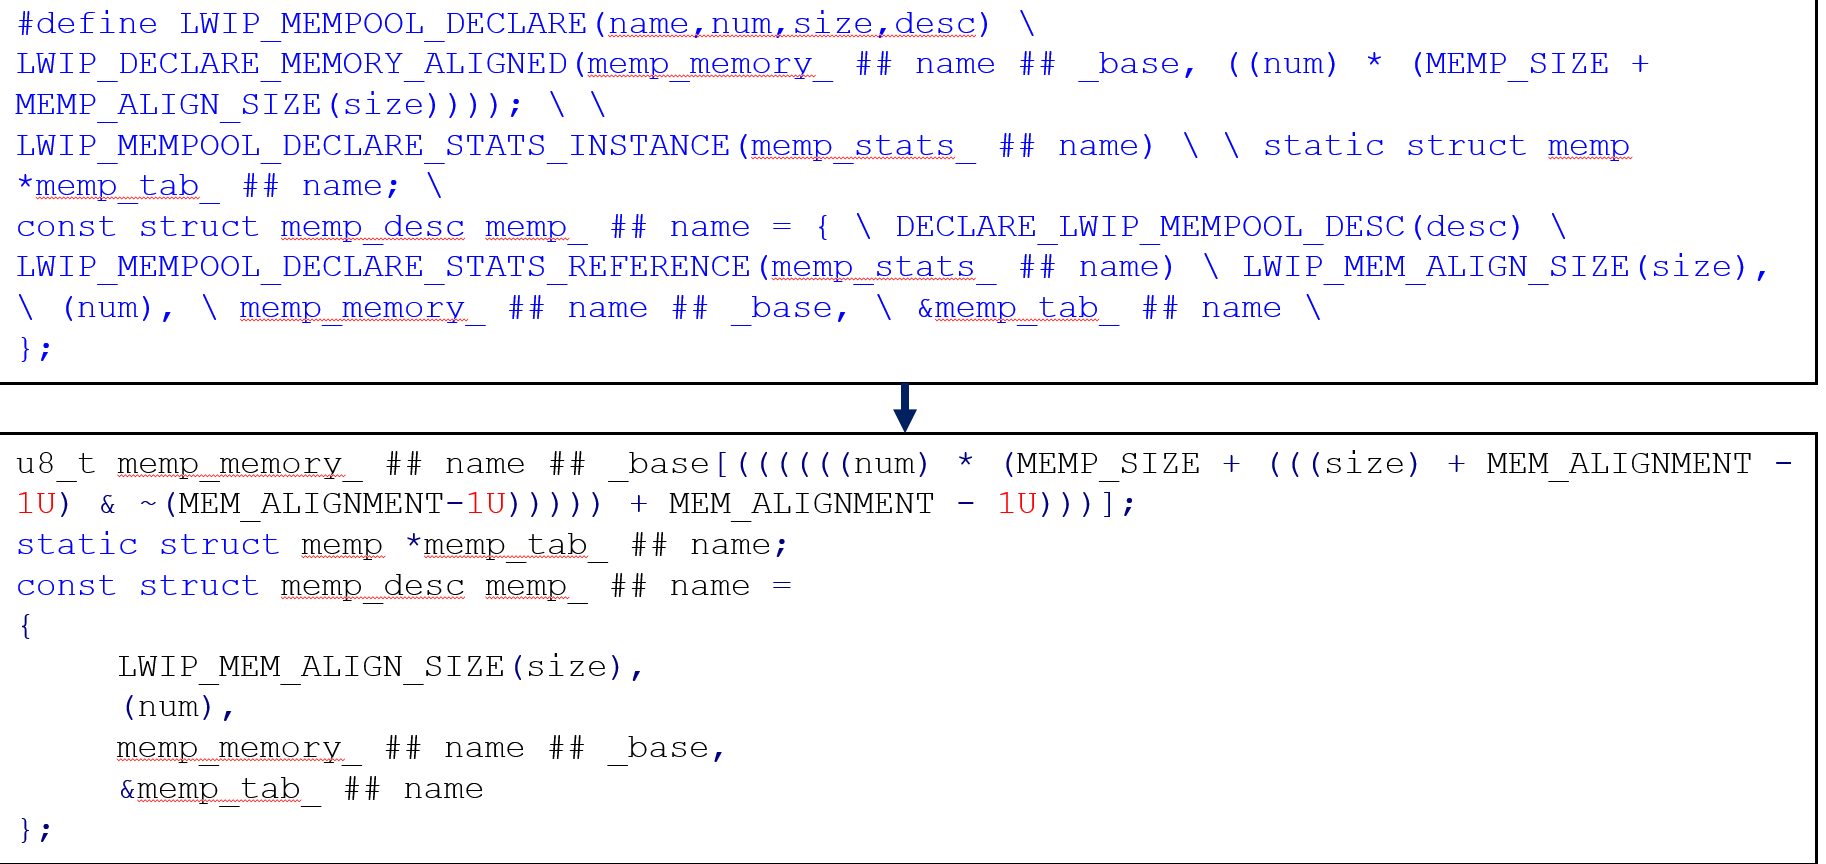 #define LWIP_MEMPOOL_DECLARE(name,num,size,desc) \
LWIP_DECLARE_MEMORY_ALIGNED(memp_memory_ ## name ## _base, ((num) * (MEMP_SIZE +
MEMP_ALIGN_SIZE(size)))); \ \
LWIP_MEMPOOL_DECLARE_STATS_INSTANCE(memp_stats_ ## name) \ \ static struct memp
*memp_tab_ ## name; \
const struct memp_desc memp_ ## name = { \ DECLARE_LWIP_MEMPOOL_DESC(desc) \
LWIP_MEMPOOL_DECLARE_STATS_REFERENCE(memp_stats_ ## name) \ LWIP_MEM_ALIGN_SIZE(size),
\ (num), \ memp_memory_ ## name ## _base, \ &memp_tab_ ## name \
};
u8_t memp_memory_ ## name ## _base[((((((num) * (MEMP_SIZE + (((size) + MEM_ALIGNMENT -
1U) & ~(MEM_ALIGNMENT-1U))))) + MEM_ALIGNMENT - 1U)))];
static struct memp *memp_tab_ ## name;
const struct memp_desc memp_ ## name =
{
LWIP_MEM_ALIGN_SIZE(size),
(num),
memp_memory_ ## name ## _base,
&memp_tab_ ## name
};